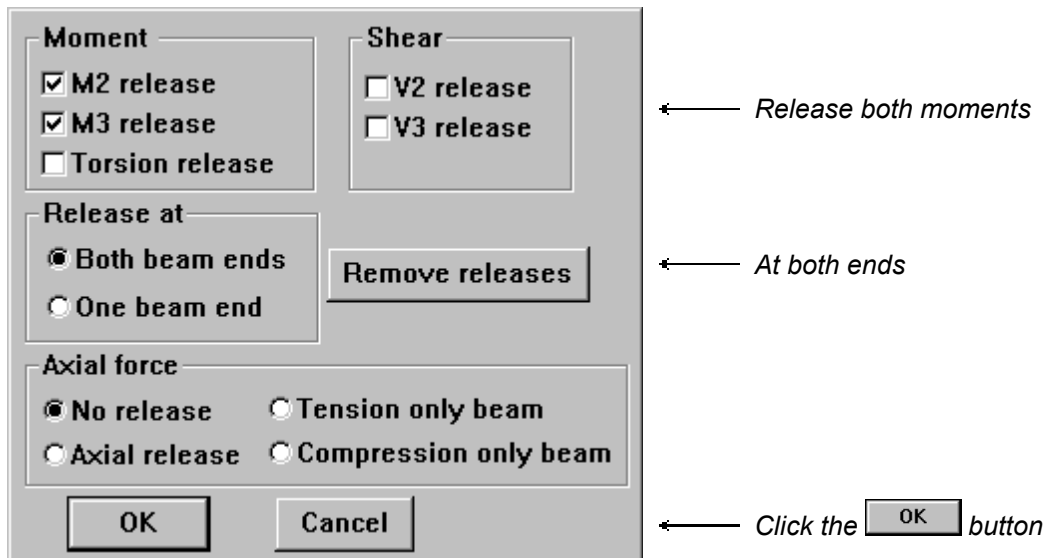 Moment
M2 release
M3 release
Torsion release
Shear
V2 release
V3 release
Release both moments
Release at
Both beam ends
One beam end
Remove releases
At both ends
Axial force
No release
Tension only beam
Axial release
Compression only beam
OK
Cancel
Click the OK button